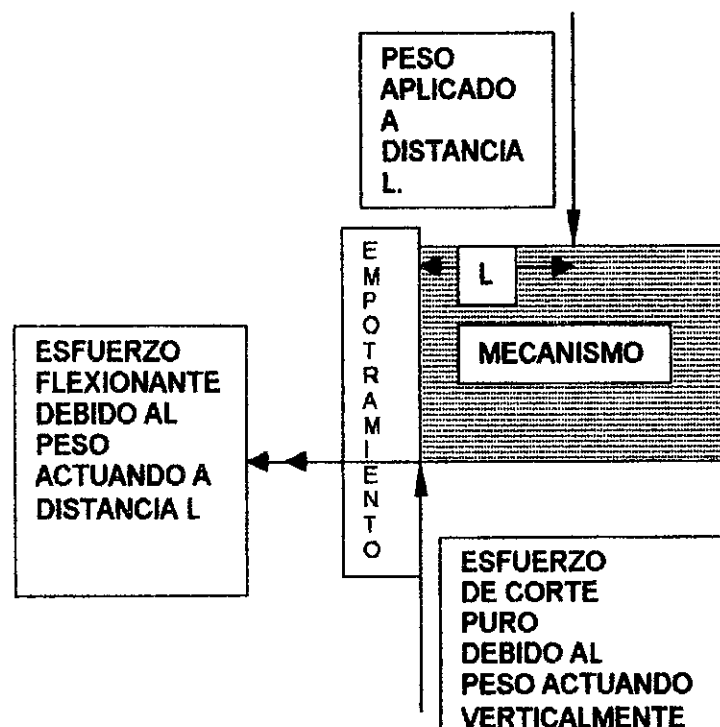 PESO
APLICADO
A
DISTANCIA
L.
EMPOTRAMIENTO
L
MECANISMO
ESFUERZO
FLEXIONANTE
DEBIDO AL
PESO
ACTUANDO A
DISTANCIA L
ESFUERZO
DE CORTE
PURO
DEBIDO AL
PESO ACTUANDO
VERTICALMENTE